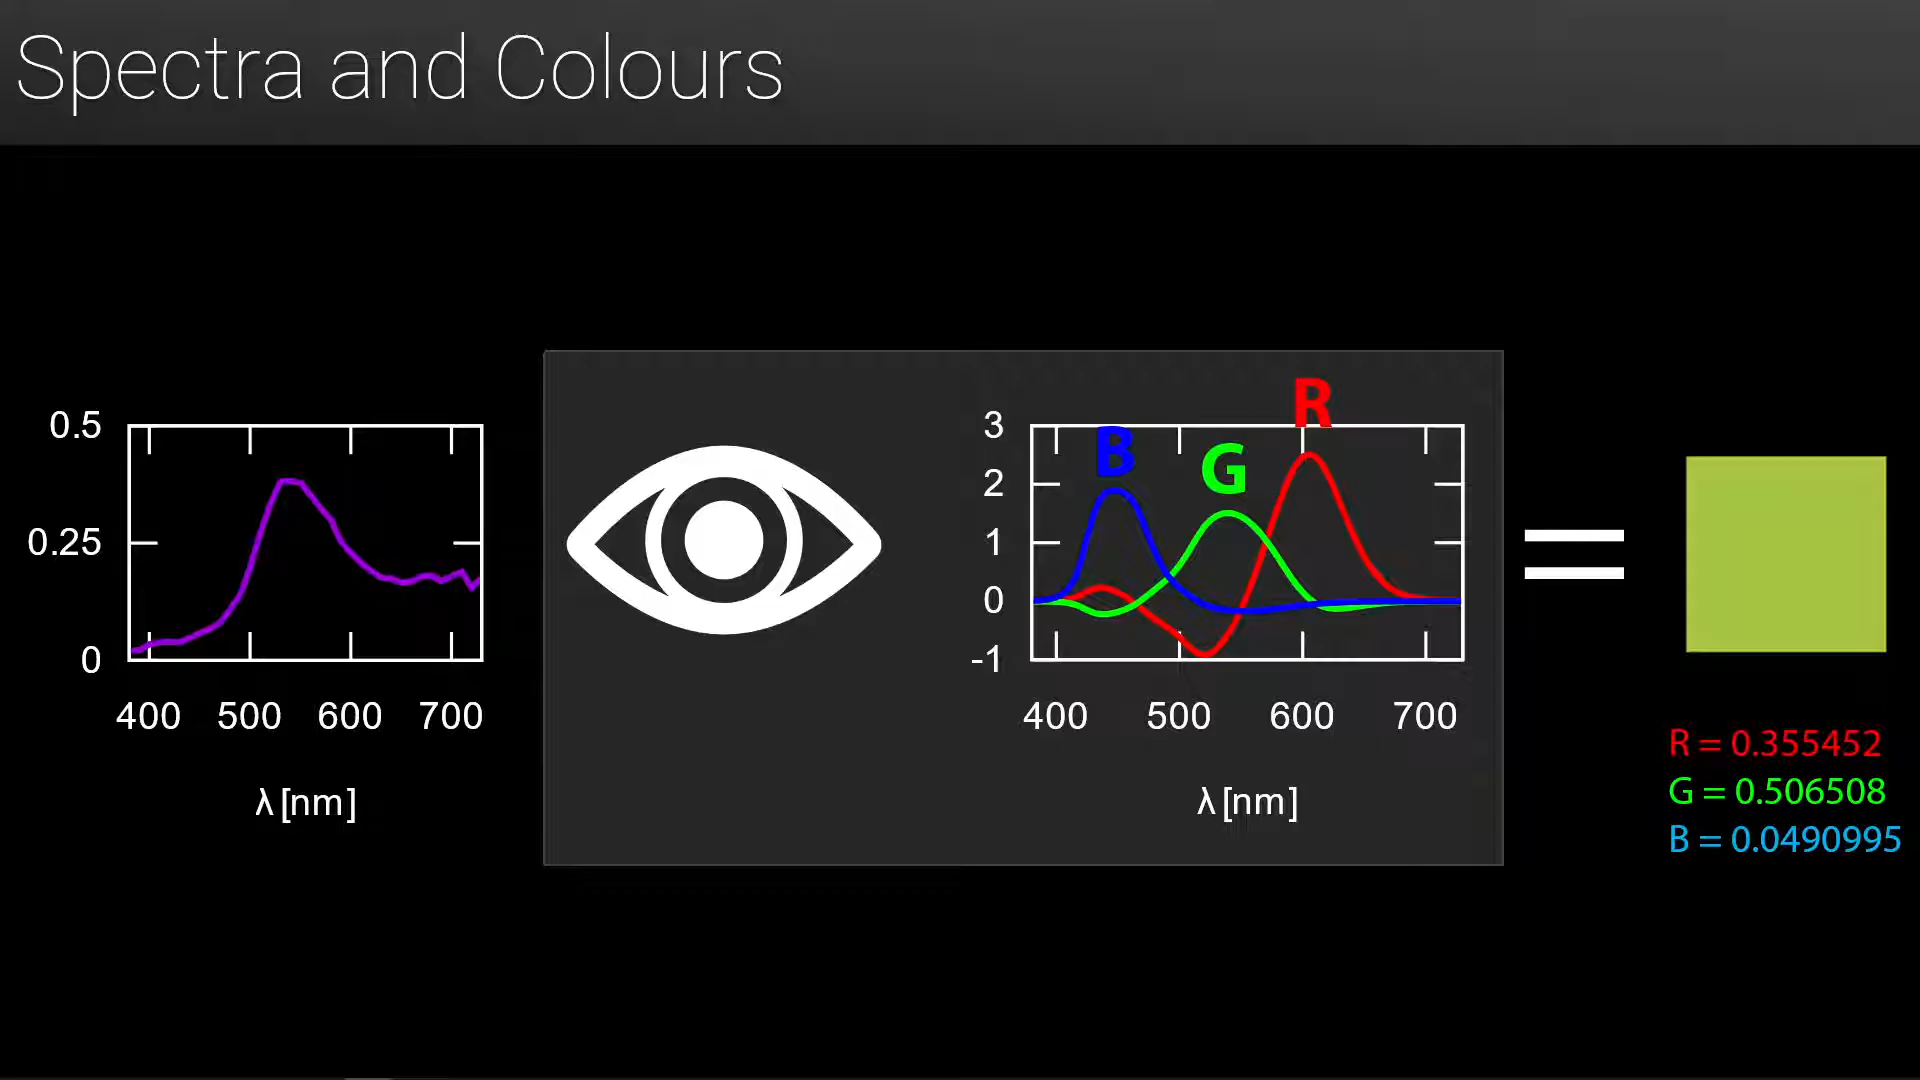 Spectra and Colours
0.5
0.25
0
400 500 600 700
λ [nm]
3
2
1
0
-1
B
G
R
400 500 600 700
λ [nm]
=
R = 0.355452
G = 0.506508
B = 0.0490995